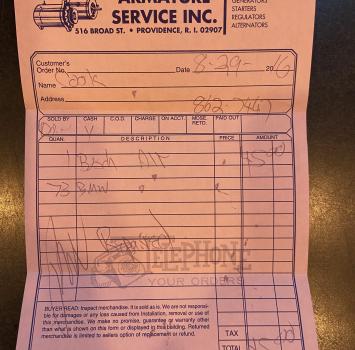 ARMATURE
SERVICE INC.
516 BROAD ST. • PROVIDENCE, R. I. 02907
GENERATORS
STARTERS
REGULATORS
ALTERNATORS
Customer's
Order No.
Date 8-29- 20
Name
Address
SOLD BY CASH C.O.D. CHARGE ON ACCT. MDSE. RETD. PAID OUT
QUAN. DESCRIPTION PRICE AMOUNT
1 Bosch Alt
73 BMW
TELEPHONE
YOUR ORDERS
BUYER READ: Inspect merchandise. It is sold as is. We are not responsi-
ble for damages or any loss caused from installation, removal or use of
this merchandise. We make no promise, guarantee or warranty other
than what is shown on this form or displayed in this building. Returned
merchandise is limited to sellers option of replacement or refund.
TAX
TOTAL